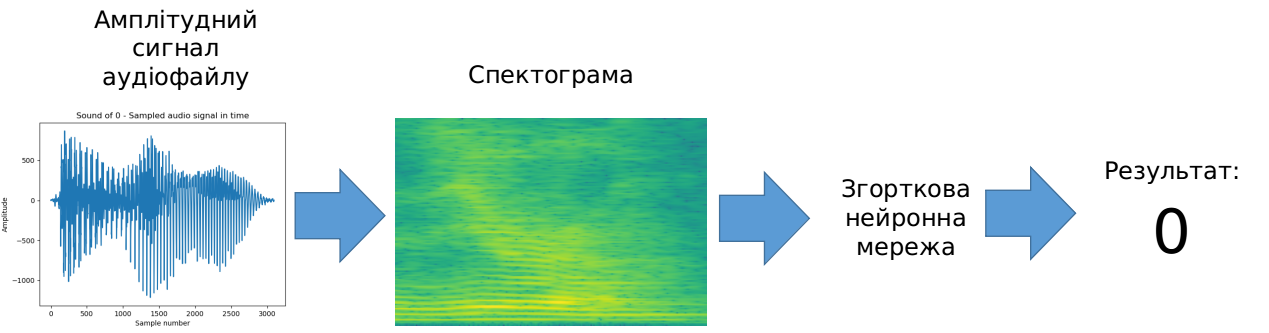 Амплітудний
сигнал
аудіофайлу
Sound of 0 - Sampled audio signal in time
500
0
−500
−1000
Amplitude
0
500
1000
1500
2000
2500
3000
Sample number
Спектограма
Згорткова
нейронна
мережа
Результат:
0